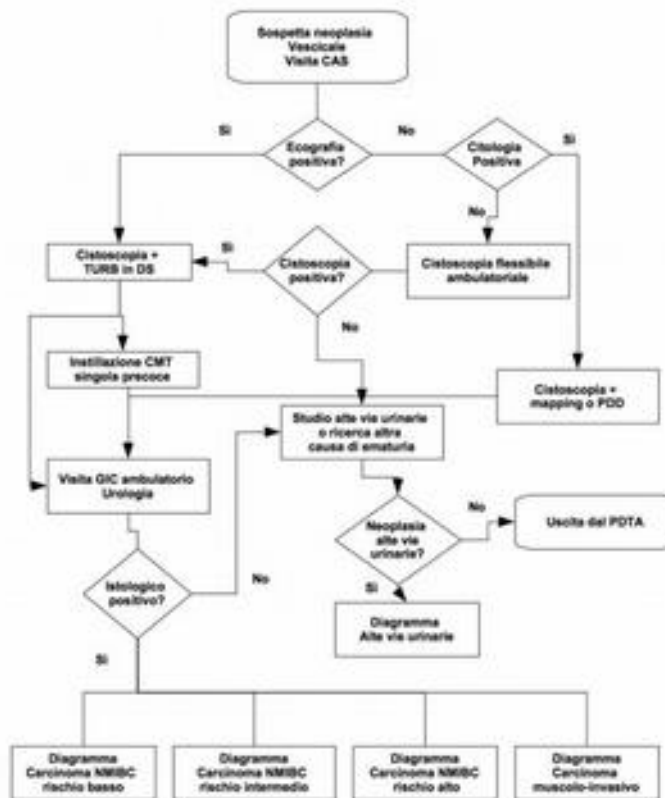 Sospetta neoplasia
Vescicale
Visita CAS
Si
No
Si
Ecografia
positiva?
Citologia
Positiva
No
Cistoscopia +
TURB in DS
Si
Cistoscopia
positiva?
Cistoscopia flessibile
ambulatoriale
No
Instillazione CMT
singola precoce
Cistoscopia +
mapping o PDD
Studio alte vie urinarie
o ricerca altra
causa di ematuria
Visita GIC ambulatorio
Urologia
No
Neoplasia
alte vie
urinarie?
Uscita dal PDTA
Istologico
positivo?
No
Si
Diagramma
Alte vie urinarie
Si
Diagramma
Carcinoma NMIBC
rischio basso
Diagramma
Carcinoma NMIBC
rischio intermedio
Diagramma
Carcinoma NMIBC
rischio alto
Diagramma
Carcinoma
muscolo-invasivo